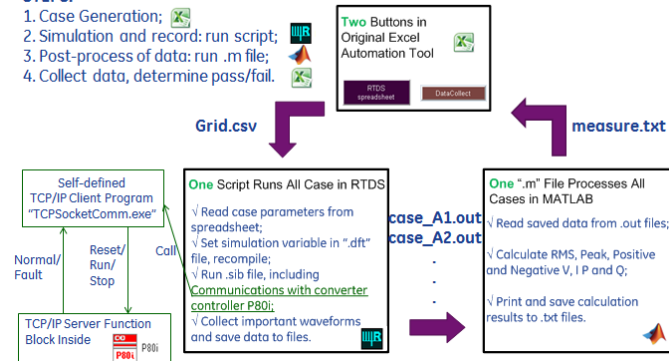 1. Case Generation;
2. Simulation and record: run script;
3. Post-process of data: run .m file;
4. Collect data, determine pass/fail.
Two Buttons in
Original Excel
Automation Tool
RTDS
spreadsheet
DataCollect
Grid.csv
measure.txt
Self-defined
TCP/IP Client Program
"TCPSocketComm.exe"
Normal/
Fault
Reset/
Run/
Stop
Call
TCP/IP Server Function
Block Inside
P80i
P80i
One Script Runs All Case in RTDS
√ Read case parameters from
spreadsheet;
√ Set simulation variable in ".dft"
file, recompile;
√ Run .sib file, including
Communications with converter
controller P80i;
√ Collect important waveforms
and save data to files.
case_A1.out
case_A2.out
.
.
.
One ".m" File Processes All
Cases in MATLAB
√ Read saved data from .out files;
√ Calculate RMS, Peak, Positive
and Negative V, I P and Q;
√ Print and save calculation
results to .txt files.